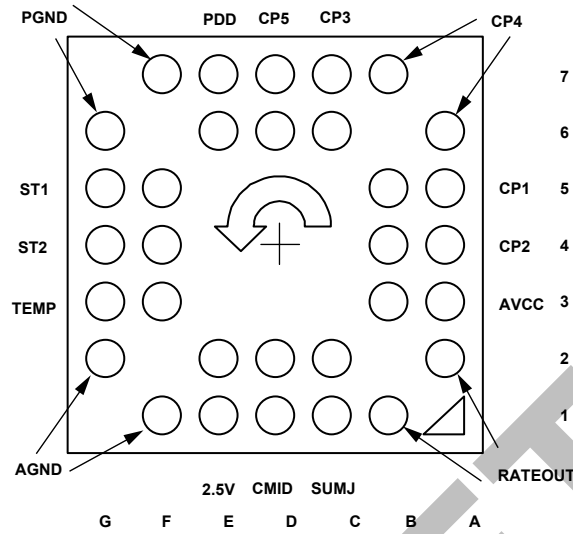 PGND PDD CP5 CP3 CP4
7
6
ST1 CP1 5
ST2 CP2 4
TEMP AVCC 3
2
1
AGND RATEOUT
2.5V CMID SUMJ
G F E D C B A